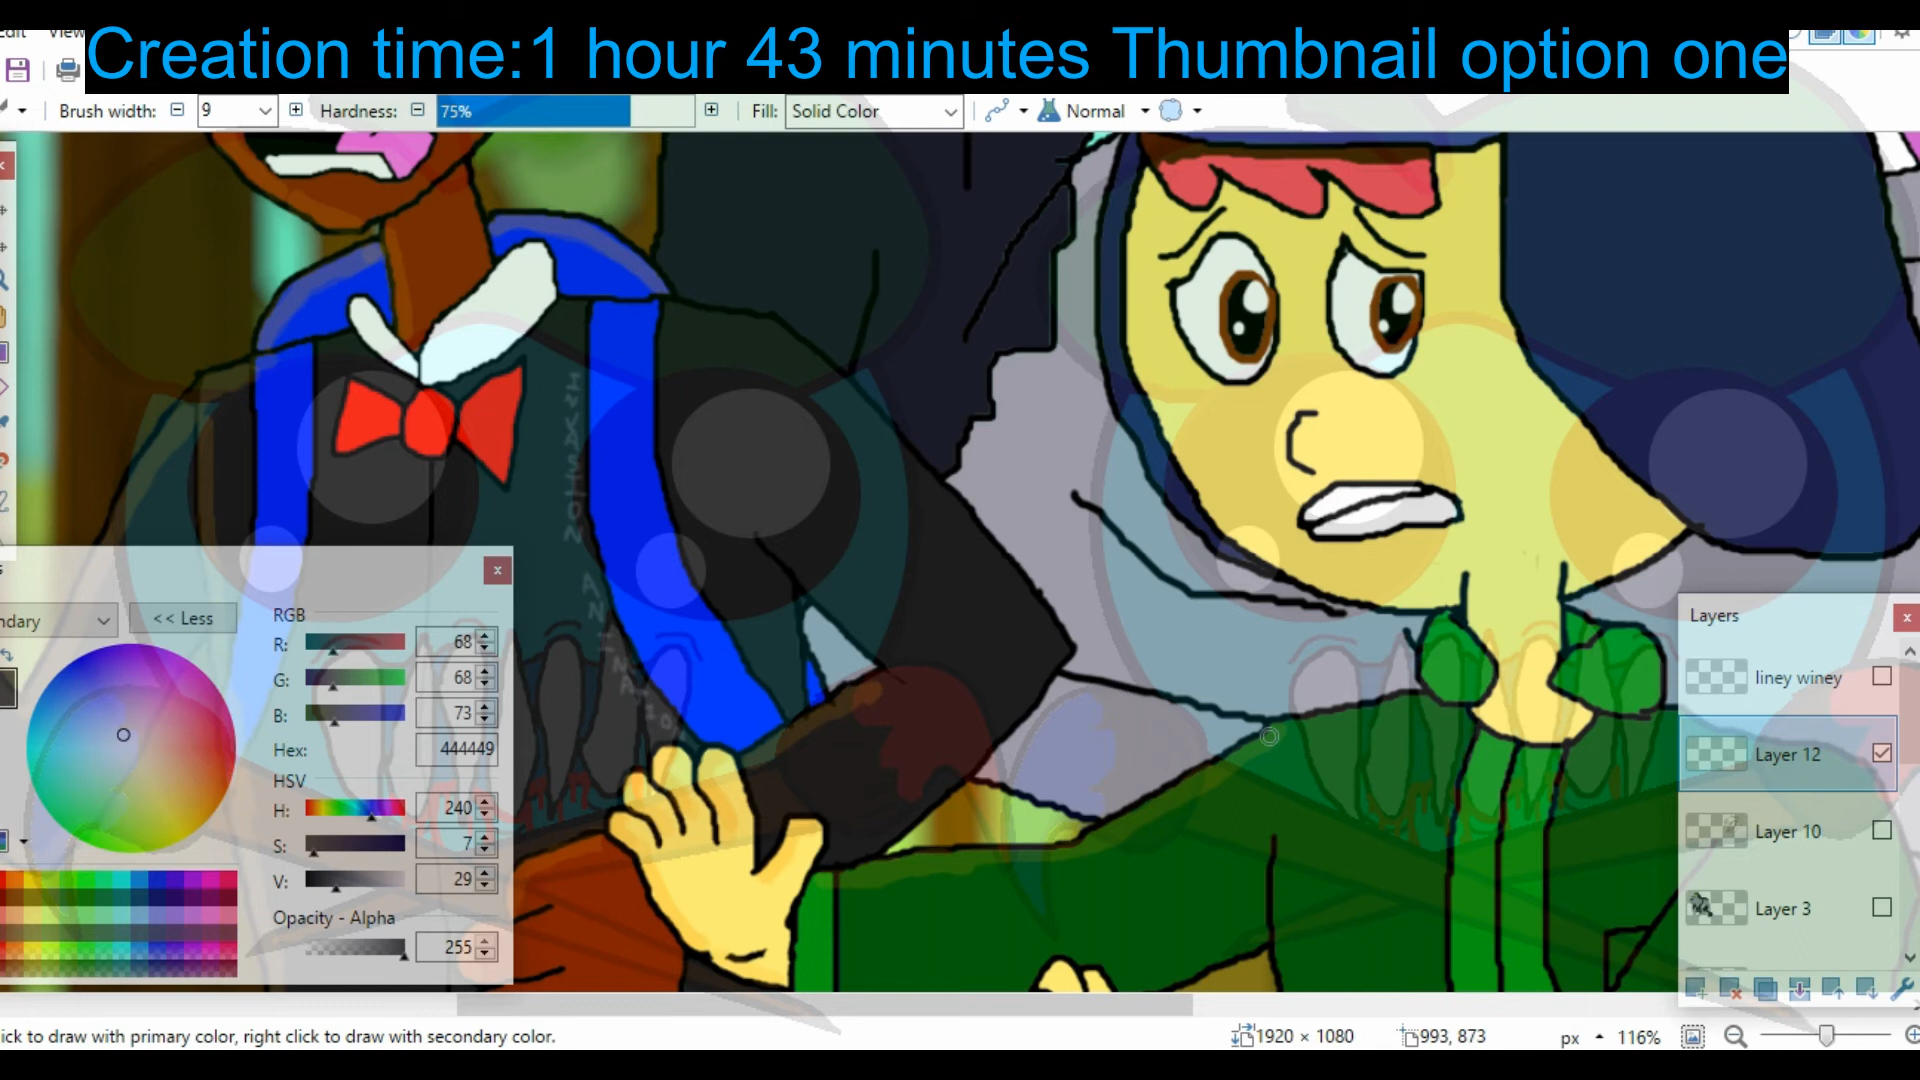 Creation time:1 hour 43 minutes Thumbnail option one
Brush width: 9 Hardness: 75% Fill: Solid Color Normal
<< Less
RGB
R: 68
G: 68
B: 73
Hex: 444449
HSV
H: 240
S: 7
V: 29
Opacity - Alpha
255
Layers
liney winey
Layer 12
Layer 10
Layer 3
ick to draw with primary color, right click to draw with secondary color.
1920 × 1080 993, 873 px 116%